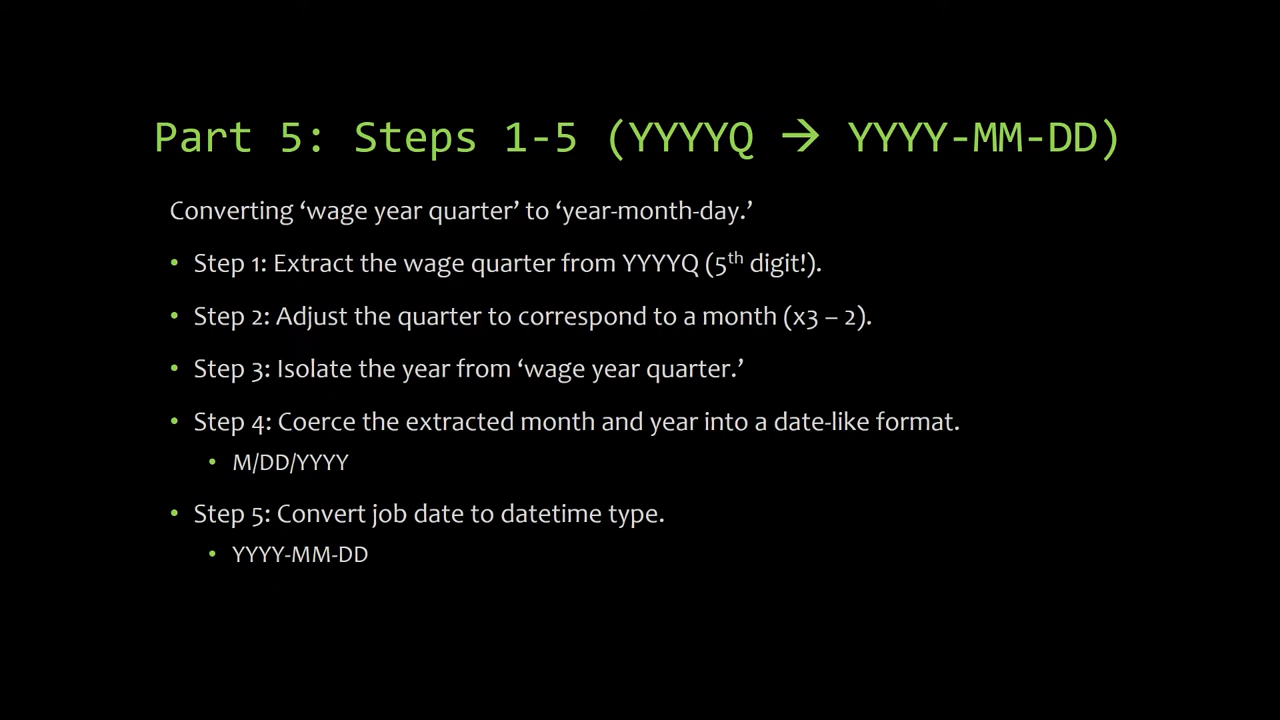 Part 5: Steps 1-5 (YYYYQ → YYYY-MM-DD)
Converting ‘wage year quarter’ to ‘year-month-day.’
• Step 1: Extract the wage quarter from YYYYQ (5th digit!).
• Step 2: Adjust the quarter to correspond to a month (x3 – 2).
• Step 3: Isolate the year from ‘wage year quarter.’
• Step 4: Coerce the extracted month and year into a date-like format.
• M/DD/YYYY
• Step 5: Convert job date to datetime type.
• YYYY-MM-DD